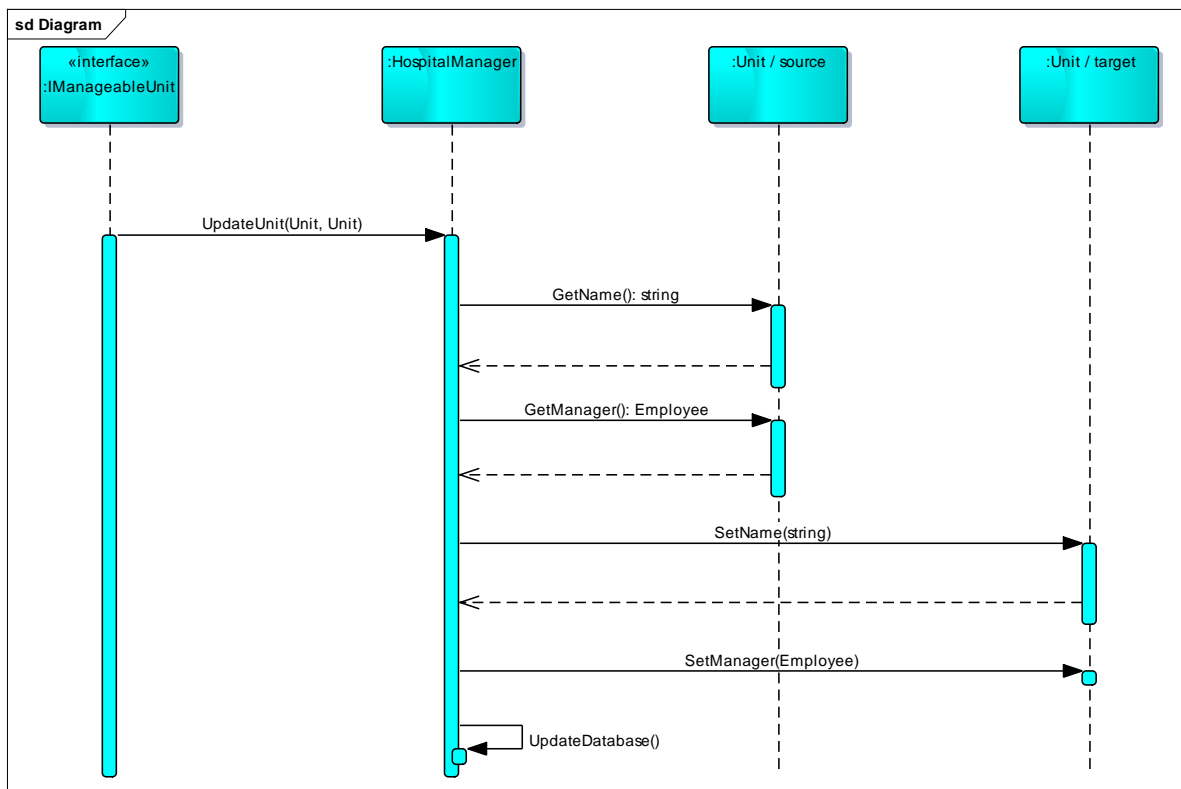 sd Diagram
«interface»
:IManageableUnit
:HospitalManager
:Unit / source
:Unit / target
UpdateUnit(Unit, Unit)
GetName(): string
GetManager(): Employee
SetName(string)
SetManager(Employee)
UpdateDatabase()